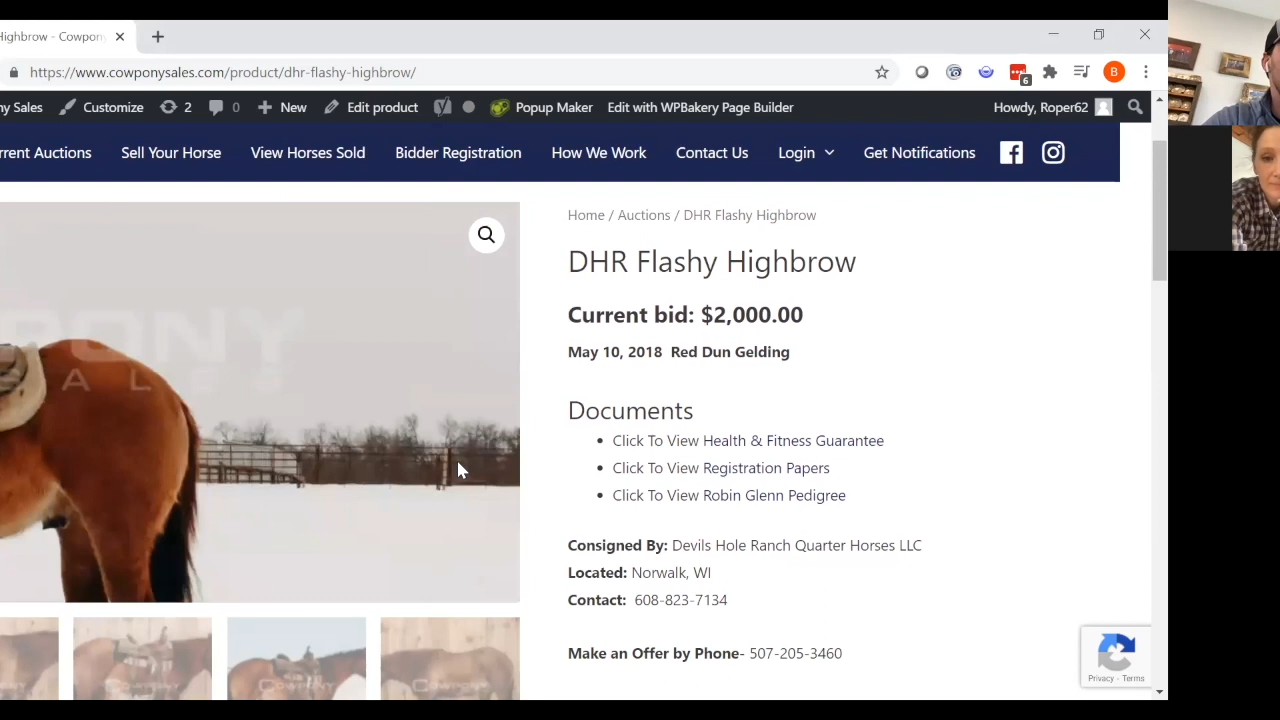 Highbrow - Cowpon
https://www.cowponysales.com/product/dhr-flashy-highbrow/
6
B
ny Sales Customize 2 0 New Edit product Popup Maker Edit with WPBakery Page Builder Howdy, Roper62
rrent Auctions Sell Your Horse View Horses Sold Bidder Registration How We Work Contact Us Login Get Notifications
Home / Auctions / DHR Flashy Highbrow
DHR Flashy Highbrow
Current bid: $2,000.00
May 10, 2018 Red Dun Gelding
PONY
ALES
Documents
Click To View Health & Fitness Guarantee
Click To View Registration Papers
Click To View Robin Glenn Pedigree
Consigned By: Devils Hole Ranch Quarter Horses LLC
Located: Norwalk, WI
Contact: 608-823-7134
Make an Offer by Phone- 507-205-3460
Privacy - Terms